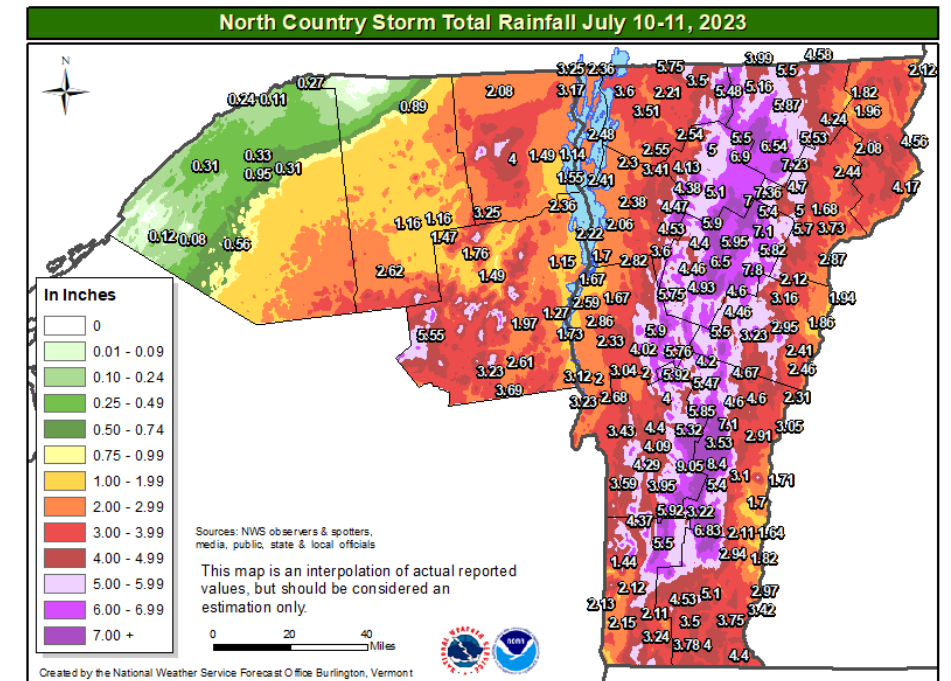 North Country Storm Total Rainfall July 10-11, 2023
N
3.99 4.58
3.25 2.36 5.75 5.5 2.12
0.27 3.5 5.16
0.24 0.11 2.08 3.17 3.6 2.21 5.48 1.82
0.89 3.51 5.87 1.96
4.24
2.48 2.54 5.5 5.53 4.56
0.33 4 1.49 1.14 2.55 5 6.54 2.08
0.31 0.95 0.31 2.3 3.41 4.13 6.9 7.23 2.44
1.55 2.41 4.38 5.1 7.36 4.7 4.17
2.36 2.38 4.47 7 5.4 5 1.68
1.16 1.16 3.25 2.06 4.53 5.9 7.1 5.7 3.73
0.12 0.08 0.56 1.47 2.22 4.4 5.95 5.82
1.76 1.15 1.7 2.82 3.6 6.5 2.87
2.62 1.49 1.67 4.46 7.8 2.12
5.75 4.93 4.6 3.16 1.94
2.59 1.67 4.46
1.27 2.86 1.86
5.55 1.97 1.73 2.33 5.9 5.5 3.23 2.95
4.02 5.76 2.41
2.61 4.2 2.46
3.23 3.12 2 3.04 2 5.92 4.67
3.69 5.47
3.23 2.68 4 4.6 4.6 2.31
5.85
3.43 4.4 5.32 7.1 3.05
4.09 3.53 2.91
4.29 9.05 8.4
3.59 3.95 5.4 3.1 1.71
1.7
5.92 3.22
4.37 6.83 2.11 1.64
5.5
1.44 2.94 1.82
2.12 2.97
2.13 4.53 5.1
2.11 3.42
2.15 3.5 3.75
3.24 3.78 4
4.4
In Inches
0
0.01 - 0.09
0.10 - 0.24
0.25 - 0.49
0.50 - 0.74
0.75 - 0.99
1.00 - 1.99
2.00 - 2.99
3.00 - 3.99
4.00 - 4.99
5.00 - 5.99
6.00 - 6.99
7.00 +
Sources: NWS observers & spotters,
media, public, state & local officials
This map is an interpolation of actual reported
values, but should be considered an
estimation only.
0 20 40
Miles
NOAA
Created by the National Weather Service Forecast Office Burlington, Vermont